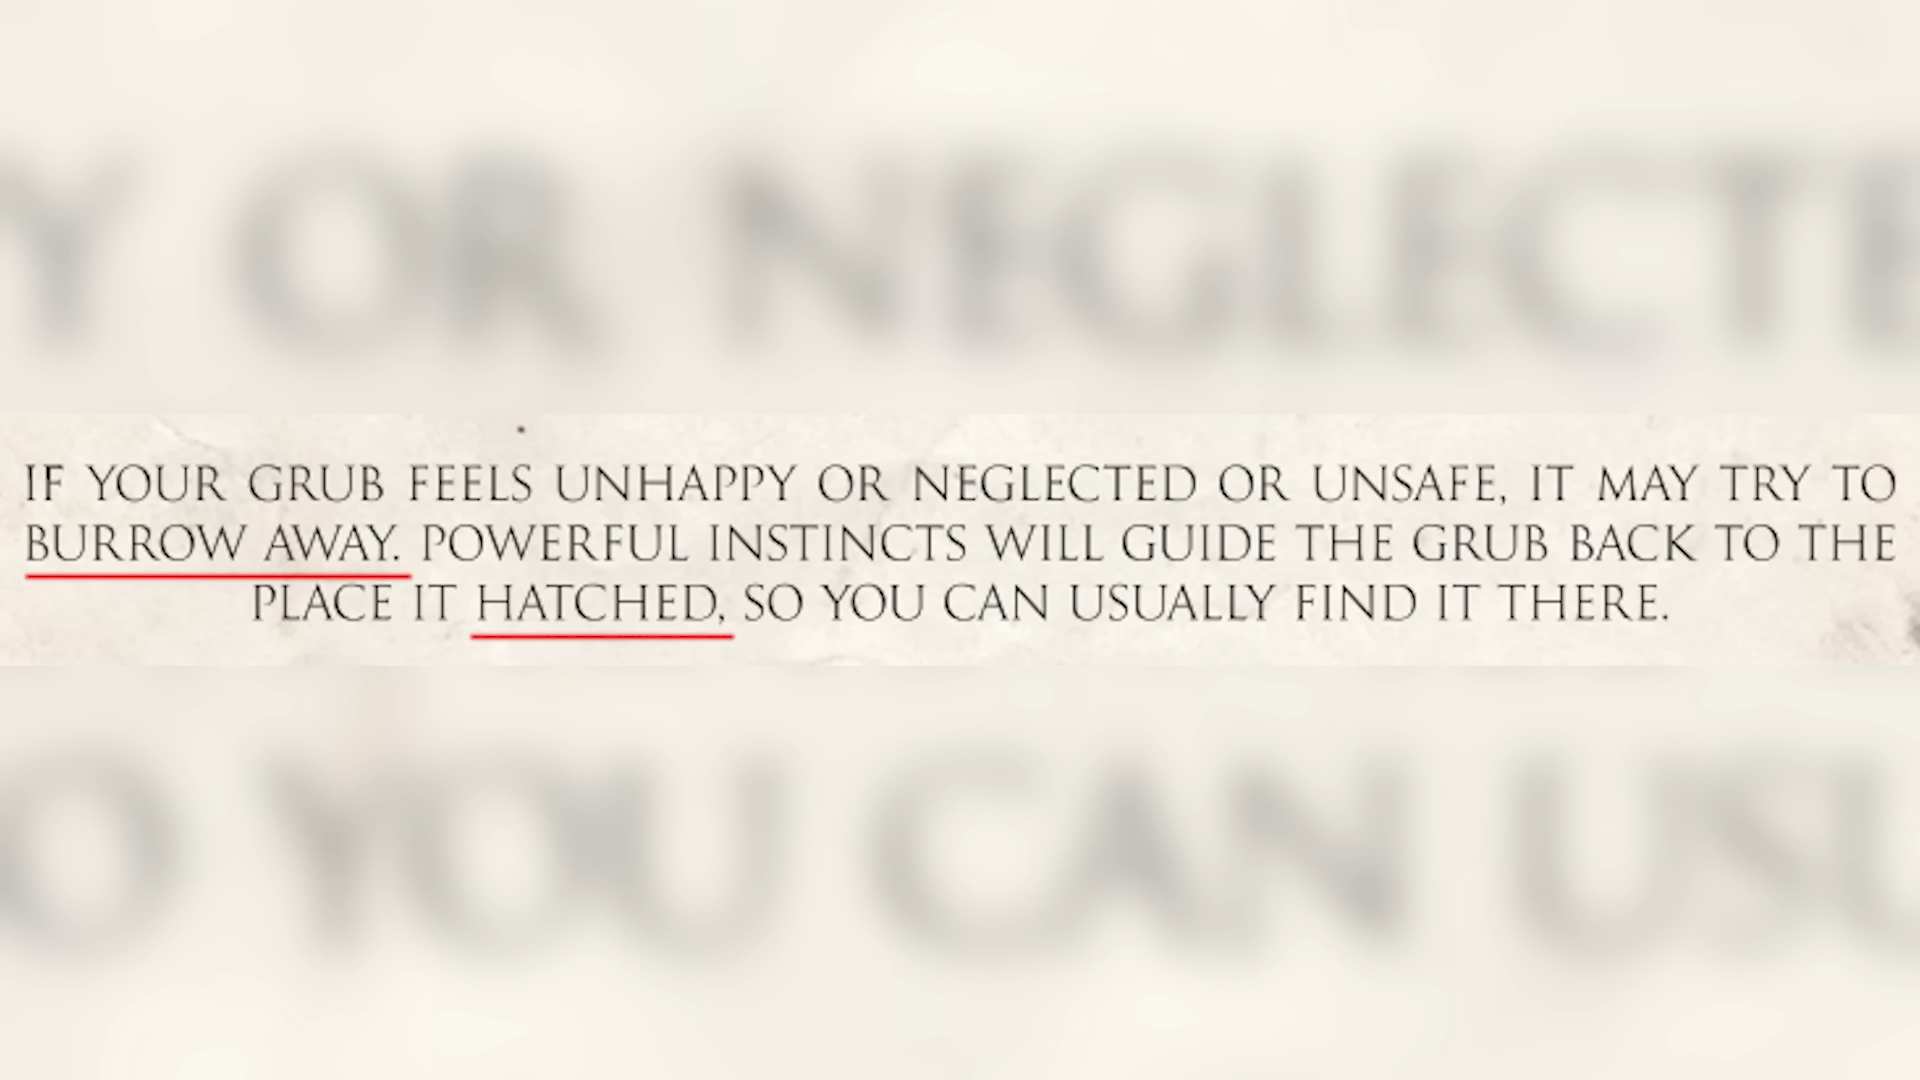 IF YOUR GRUB FEELS UNHAPPY OR NEGLECTED OR UNSAFE, IT MAY TRY TO
BURROW AWAY. POWERFUL INSTINCTS WILL GUIDE THE GRUB BACK TO THE
PLACE IT HATCHED, SO YOU CAN USUALLY FIND IT THERE.